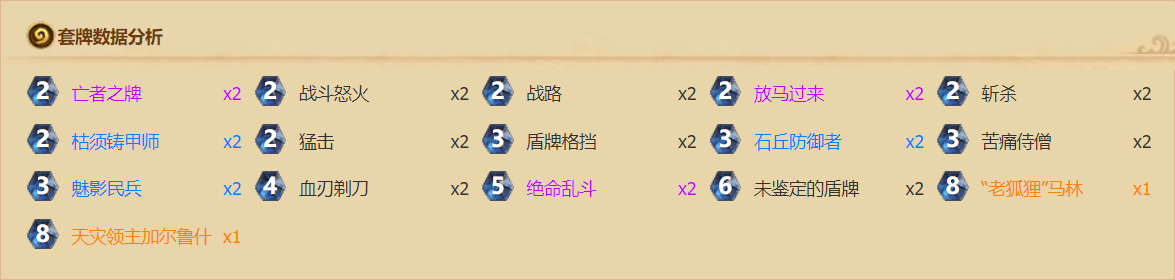 套牌数据分析
2 亡者之牌 x2 2 战斗怒火 x2 2 战路 x2 2 放马过来 x2 2 斩杀 x2
2 枯须铸甲师 x2 2 猛击 x2 3 盾牌格挡 x2 3 石丘防御者 x2 3 苦痛侍僧 x2
3 魅影民兵 x2 4 血刃剃刀 x2 5 绝命乱斗 x2 6 未鉴定的盾牌 x2 8 “老狐狸”马林 x1
8 天灾领主加尔鲁什 x1